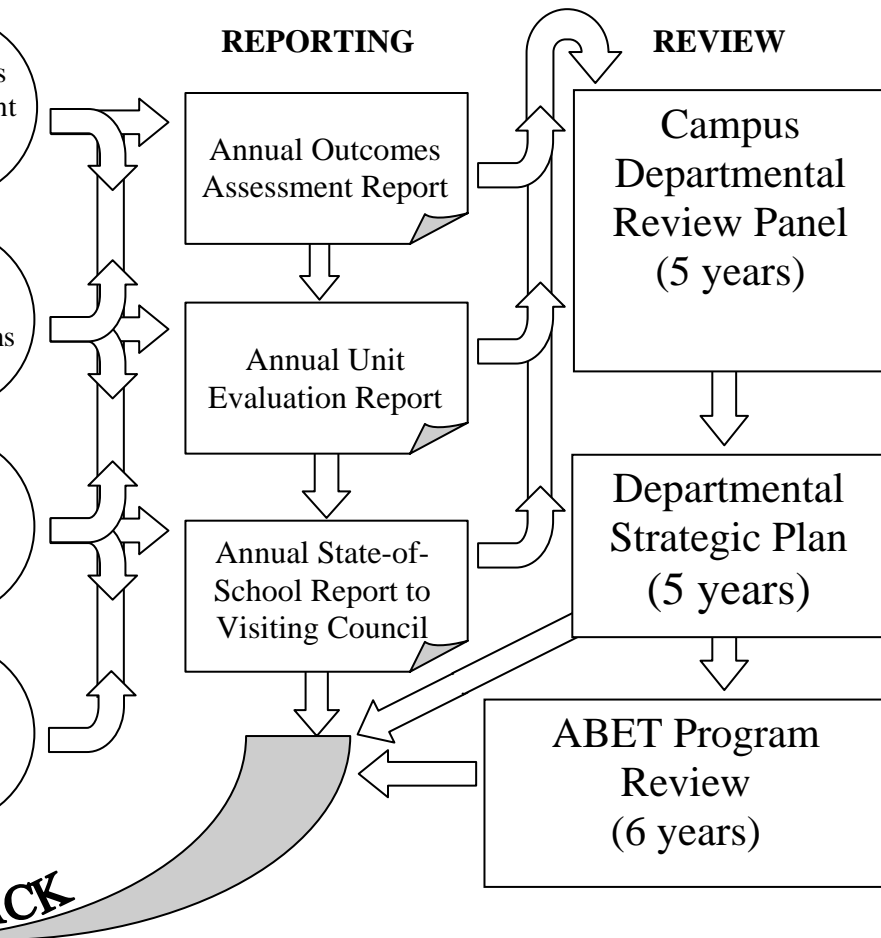 REPORTING
Annual Outcomes
Assessment Report
Annual Unit
Evaluation Report
Annual State-of-
School Report to
Visiting Council
REVIEW
Campus
Departmental
Review Panel
(5 years)
Departmental
Strategic Plan
(5 years)
ABET Program
Review
(6 years)